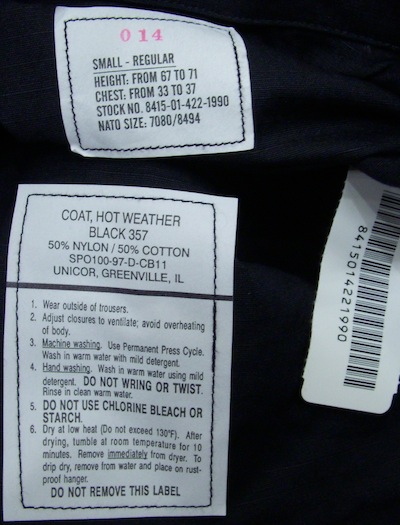 014
SMALL - REGULAR
HEIGHT: FROM 67 TO 71
CHEST: FROM 33 TO 37
STOCK NO. 8415-01-422-1990
NATO SIZE: 7080/8494
COAT, HOT WEATHER
BLACK 357
50% NYLON / 50% COTTON
SPO100-97-D-CB11
UNICOR, GREENVILLE, IL
1. Wear outside of trousers.
2. Adjust closures to ventilate; avoid overheating
of body.
3. Machine washing. Use Permanent Press Cycle.
Wash in warm water with mild detergent.
4. Hand washing. Wash in warm water using mild
detergent. DO NOT WRING OR TWIST.
Rinse in clean warm water.
5. DO NOT USE CHLORINE BLEACH OR
STARCH.
6. Dry at low heat (Do not exceed 130°F). After
drying, tumble at room temperature for 10
minutes. Remove immediately from dryer. To
drip dry, remove from water and place on rust-
proof hanger.
DO NOT REMOVE THIS LABEL
8415014221990